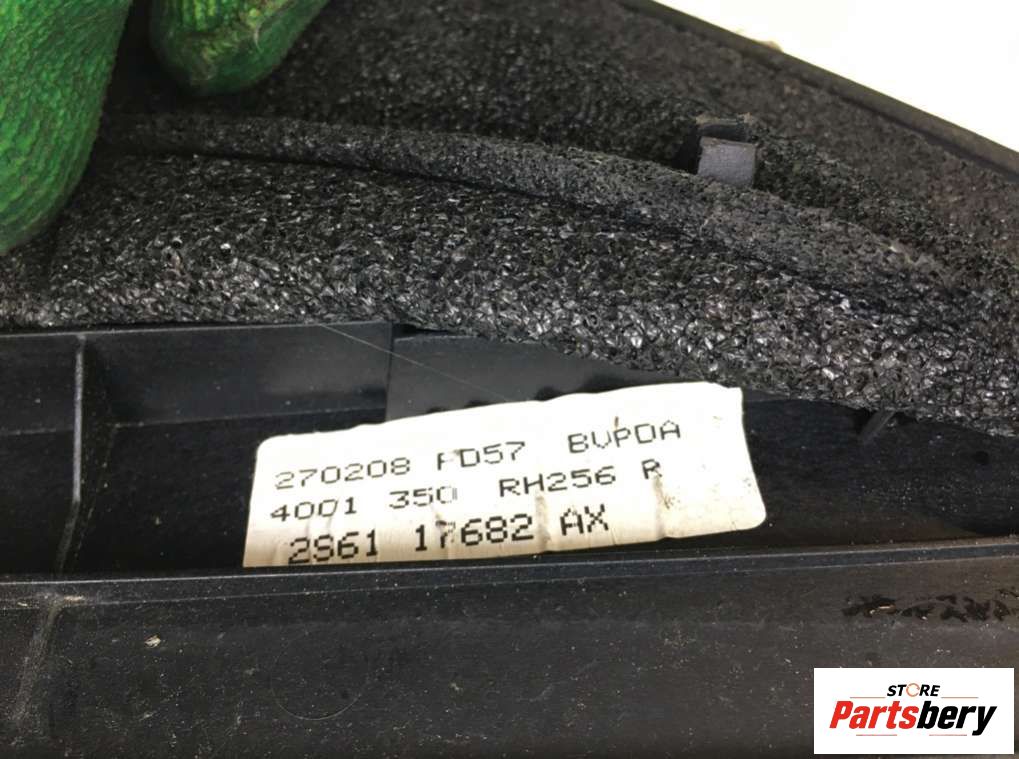 270208 FD57 BVPDA
4001 350 RH256 R
2S61 17682 AX
STORE
Partsbery